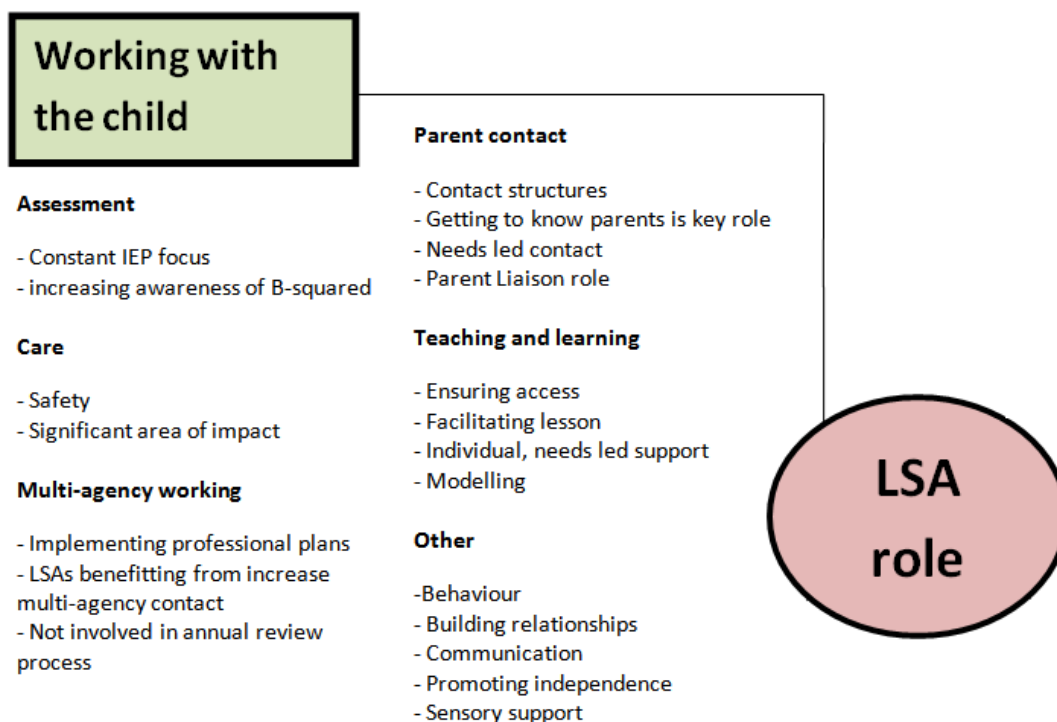 Working with
the child
Assessment
- Constant IEP focus
- increasing awareness of B-squared
Care
- Safety
- Significant area of impact
Multi-agency working
- Implementing professional plans
- LSAs benefitting from increase
multi-agency contact
- Not involved in annual review
process
Parent contact
- Contact structures
- Getting to know parents is key role
- Needs led contact
- Parent Liaison role
Teaching and learning
- Ensuring access
- Facilitating lesson
- Individual, needs led support
- Modelling
Other
-Behaviour
- Building relationships
- Communication
- Promoting independence
- Sensory support
LSA
role